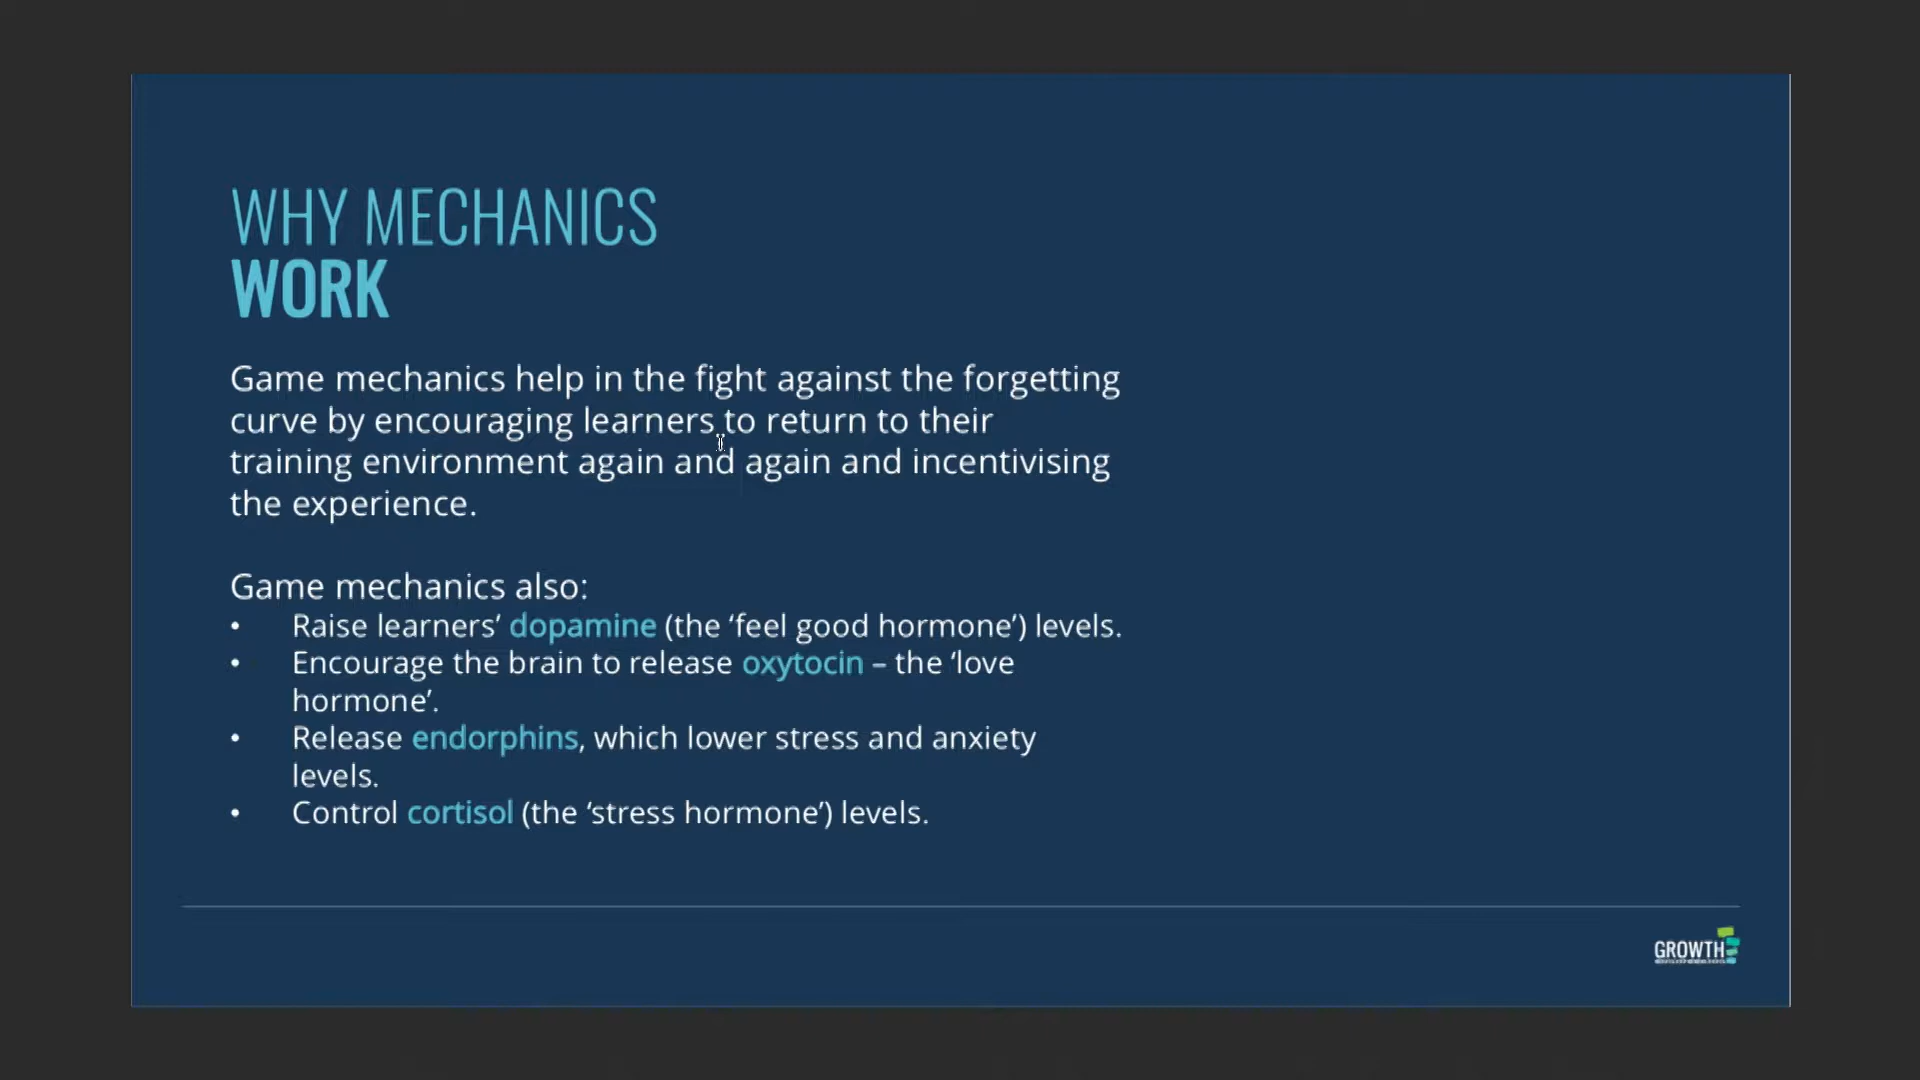 WHY MECHANICS
WORK
Game mechanics help in the fight against the forgetting
curve by encouraging learners to return to their
training environment again and again and incentivising
the experience.
Game mechanics also:
• Raise learners’ dopamine (the ‘feel good hormone’) levels.
• Encourage the brain to release oxytocin – the ‘love
hormone’.
• Release endorphins, which lower stress and anxiety
levels.
• Control cortisol (the ‘stress hormone’) levels.
GROWTH